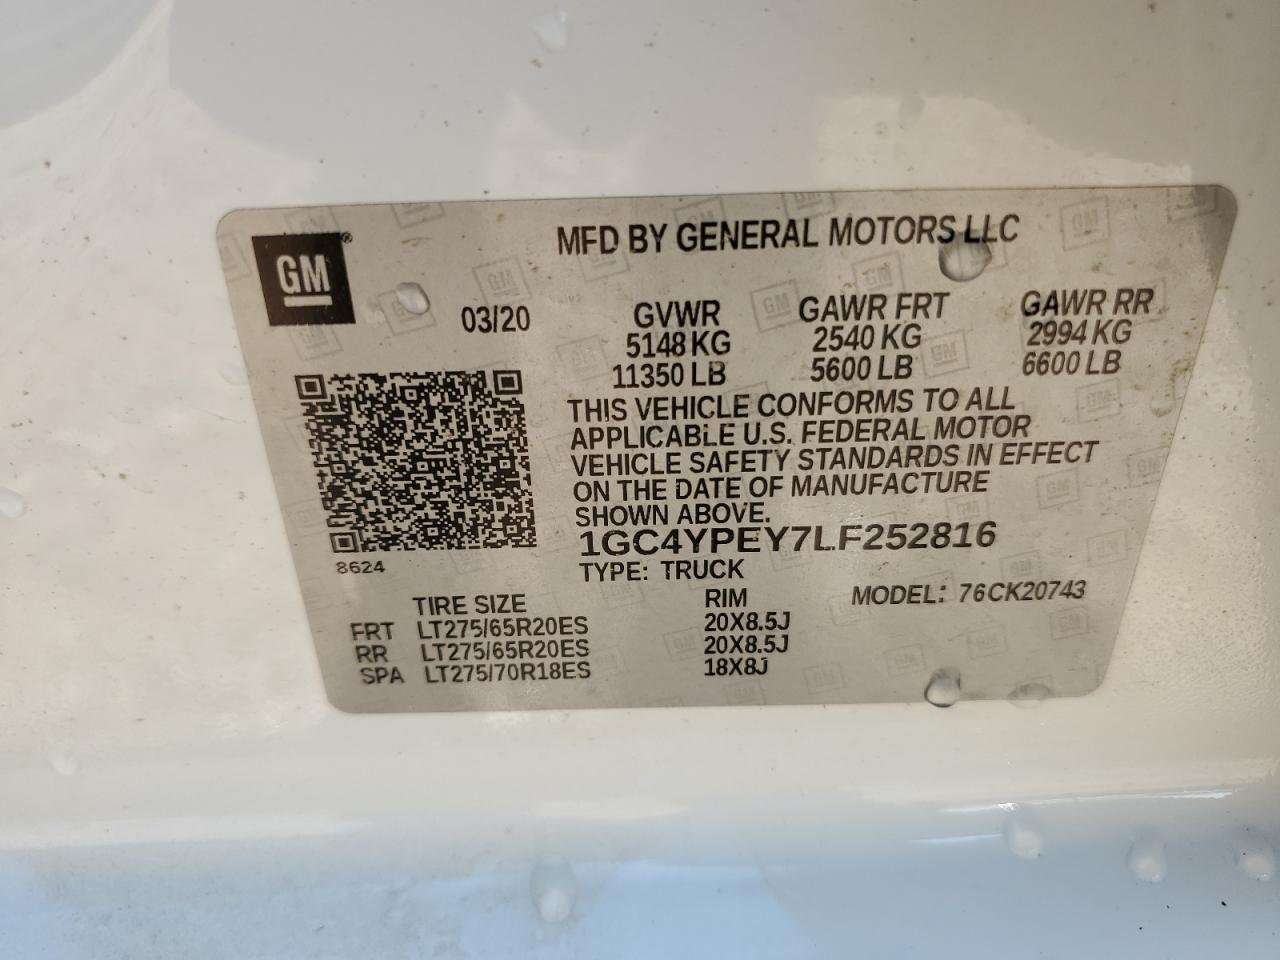 GM®
MFD BY GENERAL MOTORS LLC
03/20
GVWR GAWR FRT GAWR RR
5148 KG 2540 KG 2994 KG
11350 LB 5600 LB 6600 LB
THIS VEHICLE CONFORMS TO ALL
APPLICABLE U.S. FEDERAL MOTOR
VEHICLE SAFETY STANDARDS IN EFFECT
ON THE DATE OF MANUFACTURE
SHOWN ABOVE.
1GC4YPEY7LF252816
8624
TYPE: TRUCK
TIRE SIZE RIM MODEL: 76CK20743
FRT LT275/65R20ES 20X8.5J
RR LT275/65R20ES 20X8.5J
SPA LT275/70R18ES 18X8J